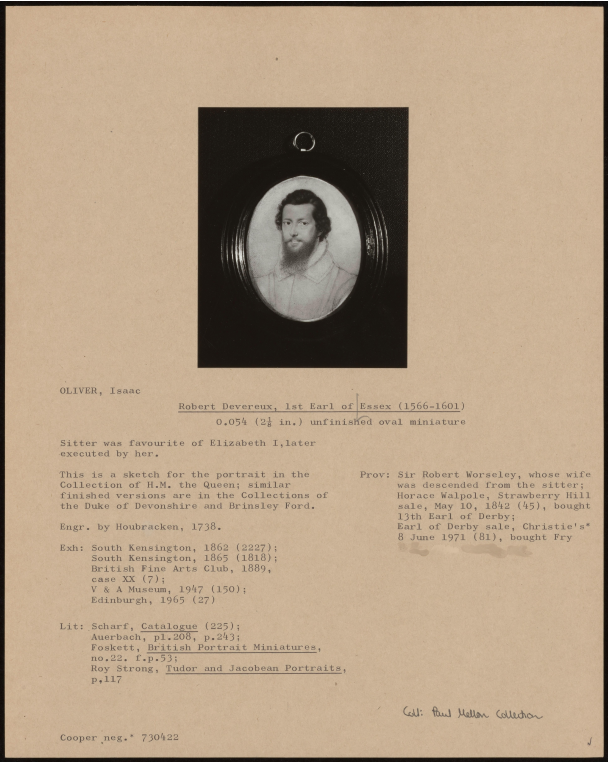 OLIVER, Isaac
Robert Devereux, 1st Earl of Essex (1566-1601)
0.054 (2⅛ in.) unfinished oval miniature
Sitter was favourite of Elizabeth I,later
executed by her.
This is a sketch for the portrait in the
Collection of H.M. the Queen; similar
finished versions are in the Collections of
the Duke of Devonshire and Brinsley Ford.
Engr. by Houbracken, 1738.
Exh: South Kensington, 1862 (2227);
South Kensington, 1865 (1818);
British Fine Arts Club, 1889,
case XX (7);
V & A Museum, 1947 (150);
Edinburgh, 1965 (27)
Lit: Scharf, Catalogue (225);
Auerbach, pl.208, p.243;
Foskett, British Portrait Miniatures,
no.22. f.p.53;
Roy Strong, Tudor and Jacobean Portraits,
p.117
Prov: Sir Robert Worseley, whose wife
was descended from the sitter;
Horace Walpole, Strawberry Hill
sale, May 10, 1842 (45), bought
13th Earl of Derby;
Earl of Derby sale, Christie's*
8 June 1971 (81), bought Fry
Coll: Paul Mellon Collection
Cooper neg.* 730422